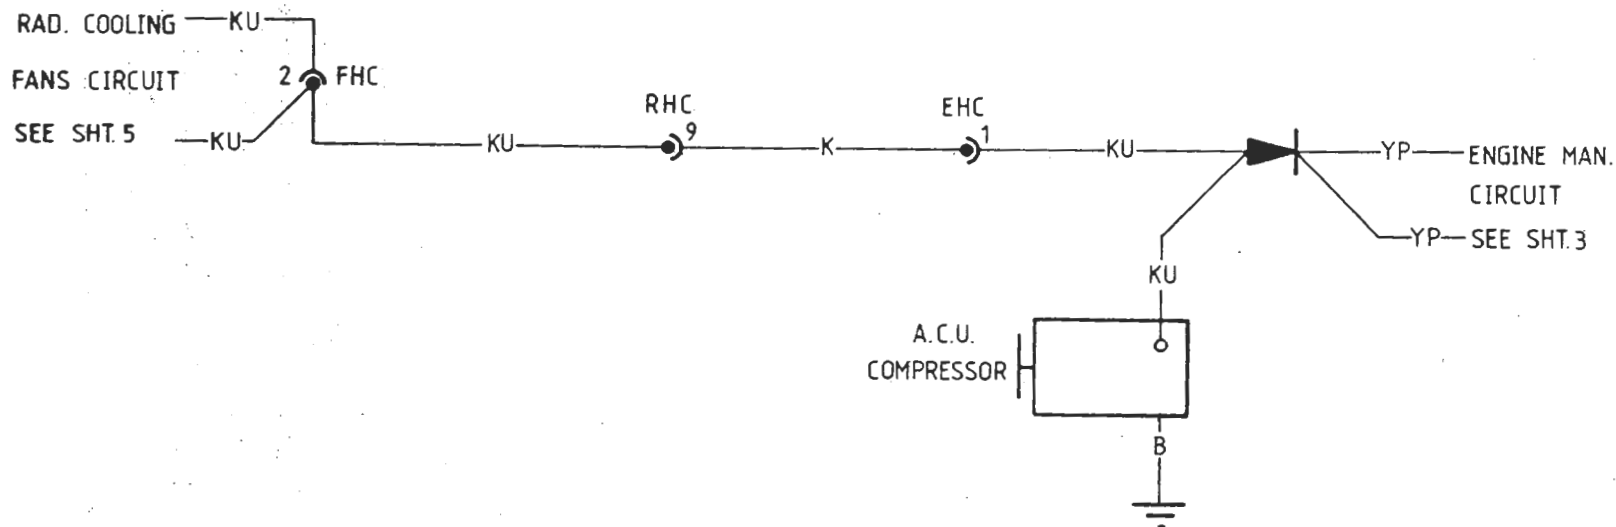 RAD. COOLING
KU
FANS CIRCUIT
2
FHC
SEE SHT. 5
KU
KU
RHC
9
K
EHC
1
KU
YP
ENGINE MAN.
CIRCUIT
YP
SEE SHT. 3
KU
A.C.U.
COMPRESSOR
B